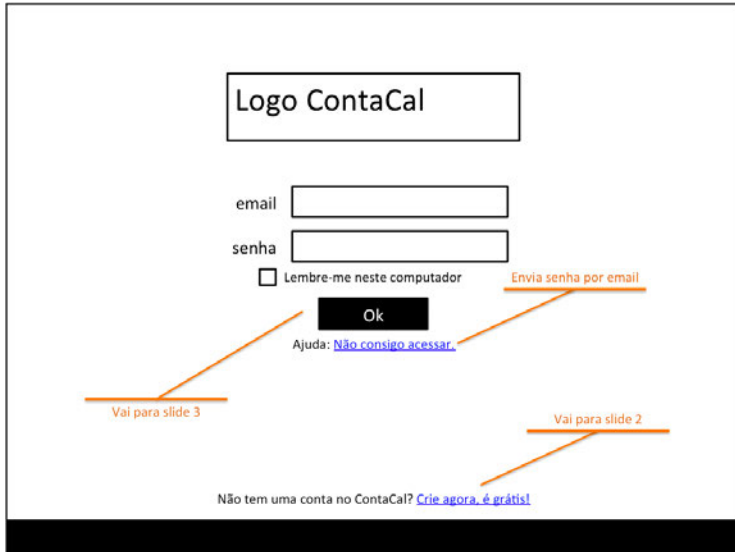 Logo ContaCal
email
senha
Lembre-me neste computador
Envia senha por email
Ok
Ajuda: Não consigo acessar.
Vai para slide 3
Vai para slide 2
Não tem uma conta no ContaCal? Crie agora, é grátis!